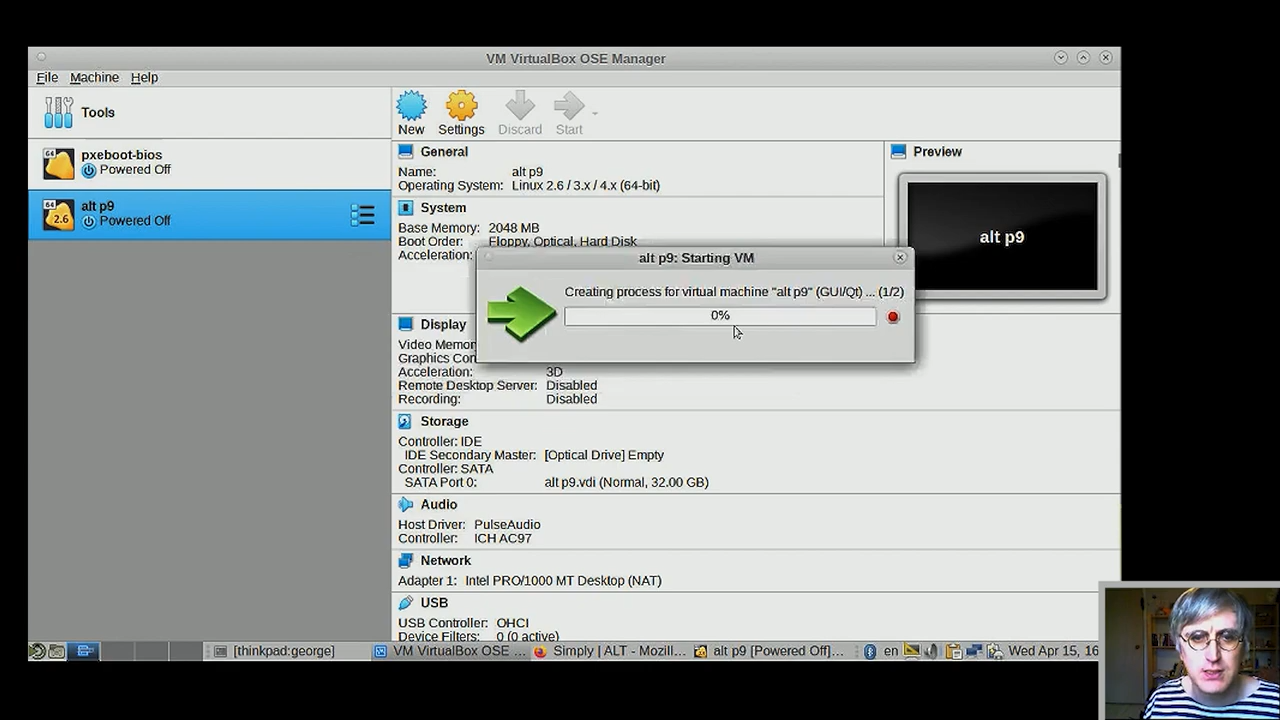 VM VirtualBox OSE Manager
File Machine Help
Tools
New Settings Discard Start
64
pxeboot-bios
Powered Off
64
2.6
alt p9
Powered Off
General
Name: alt p9
Operating System: Linux 2.6 / 3.x / 4.x (64-bit)
System
Base Memory: 2048 MB
Boot Order: Floppy, Optical, Hard Disk
Acceleration:
Preview
alt p9
alt p9: Starting VM
Creating process for virtual machine "alt p9" (GUI/Qt) ... (1/2)
0%
Display
Video Memor
Graphics Con
Acceleration: 3D
Remote Desktop Server: Disabled
Recording: Disabled
Storage
Controller: IDE
IDE Secondary Master: [Optical Drive] Empty
Controller: SATA
SATA Port 0: alt p9.vdi (Normal, 32.00 GB)
Audio
Host Driver: PulseAudio
Controller: ICH AC97
Network
Adapter 1: Intel PRO/1000 MT Desktop (NAT)
USB
USB Controller: OHCI
Device Filters: 0 (0 active)
[thinkpad:george] VM VirtualBox OSE ... Simply | ALT - Mozill... alt p9 [Powered Off]... en Wed Apr 15, 16